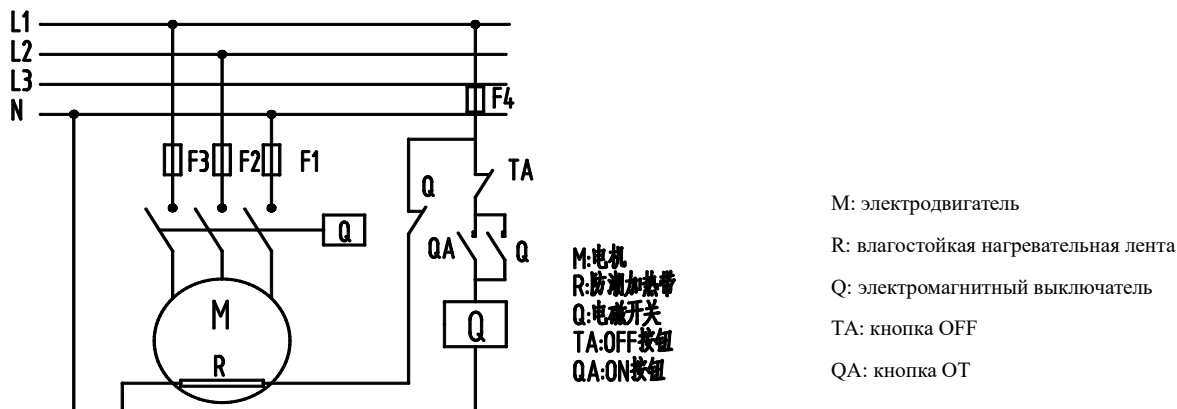 L1
L2
L3
N
F4
F3
F2
F1
TA
Q
Q
QA
Q
M
R
Q
M:电机
R:防潮加热带
Q:电磁开关
TA:OFF按钮
QA:ON按钮
M: электродвигатель
R: влагостойкая нагревательная лента
Q: электромагнитный выключатель
TA: кнопка OFF
QA: кнопка ОТ